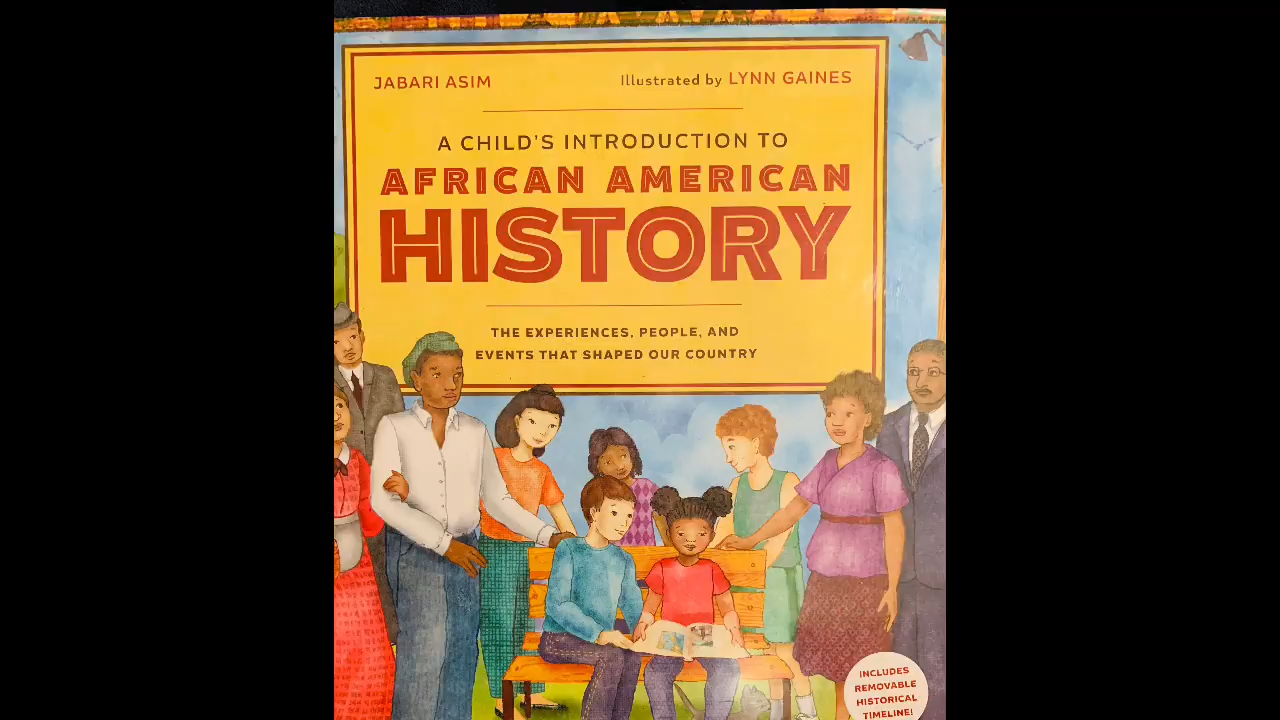 JABARI ASIM
Illustrated by LYNN GAINES
A CHILD'S INTRODUCTION TO
AFRICAN AMERICAN
HISTORY
THE EXPERIENCES, PEOPLE, AND
EVENTS THAT SHAPED OUR COUNTRY
INCLUDES
REMOVABLE
HISTORICAL
TIMELINE!